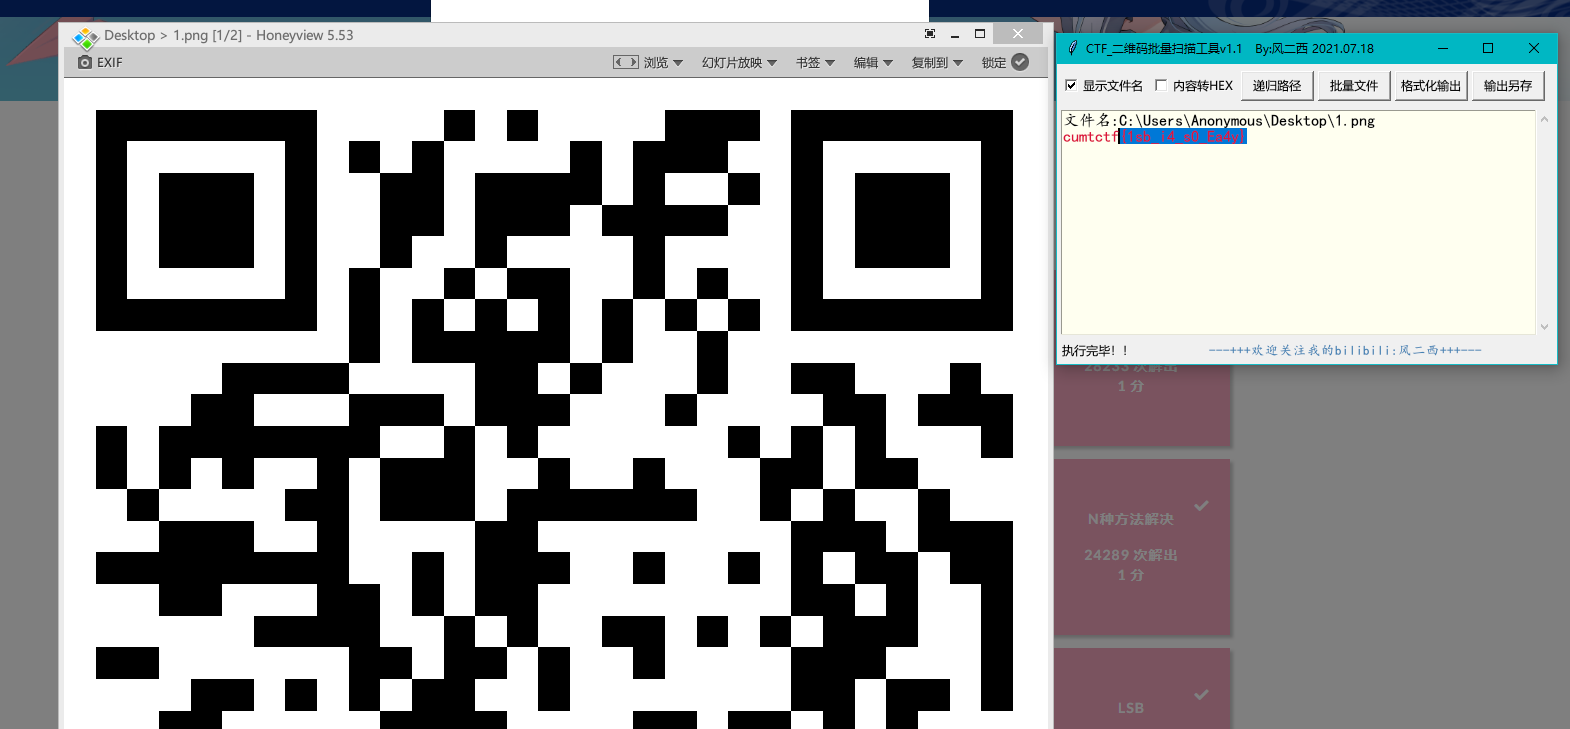 Desktop > 1.png [1/2] - Honeyview 5.53
EXIF
浏览
幻灯片放映
书签
编辑
复制到
锁定
CTF_二维码批量扫描工具v1.1 By:风二西 2021.07.18
显示文件名
内容转HEX
递归路径
批量文件
格式化输出
输出另存
文件名:C:\Users\Anonymous\Desktop\1.png
cumtctf
执行完毕!!
---+++欢迎关注我的bilibili:风二西+++---
28233 次解出
1 分
N种方法解决
24289 次解出
1 分
LSB